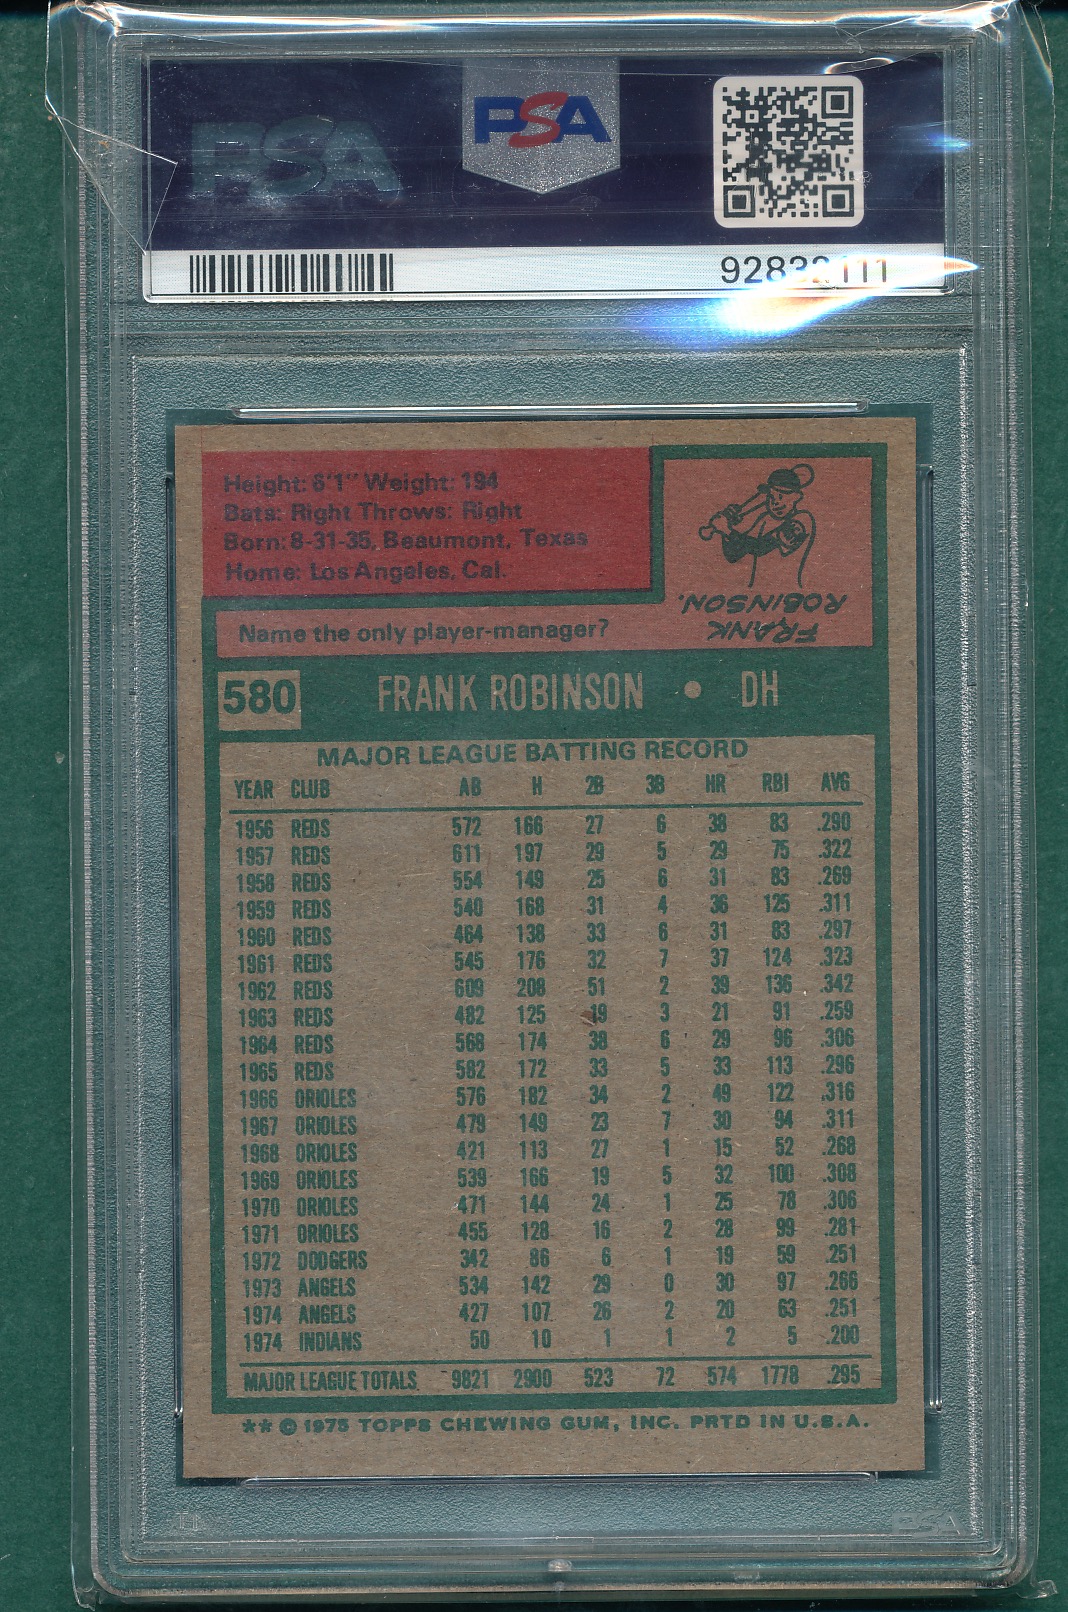 PSA
PSA
92832111
Height: 6'1" Weight: 194
Bats: Right Throws: Right
Born: 8-31-35, Beaumont, Texas
Home: Los Angeles, Cal.
Name the only player-manager?
FRANK
ROBINSON.
580 FRANK ROBINSON • DH
MAJOR LEAGUE BATTING RECORD
YEAR CLUB AB H 2B 3B HR RBI AVG
1956 REDS 572 166 27 6 38 83 .290
1957 REDS 611 197 29 5 29 75 .322
1958 REDS 554 149 25 6 31 83 .269
1959 REDS 540 168 31 4 36 125 .311
1960 REDS 464 138 33 6 31 83 .297
1961 REDS 545 176 32 7 37 124 .323
1962 REDS 609 208 51 2 39 136 .342
1963 REDS 482 125 19 3 21 91 .259
1964 REDS 568 174 38 6 29 96 .306
1965 REDS 582 172 33 5 33 113 .296
1966 ORIOLES 576 182 34 2 49 122 .316
1967 ORIOLES 479 149 23 7 30 94 .311
1968 ORIOLES 421 113 27 1 15 52 .268
1969 ORIOLES 539 166 19 5 32 100 .308
1970 ORIOLES 471 144 24 1 25 78 .306
1971 ORIOLES 455 128 16 2 28 99 .281
1972 DODGERS 342 86 6 1 19 59 .251
1973 ANGELS 534 142 29 0 30 97 .266
1974 ANGELS 427 107 26 2 20 63 .251
1974 INDIANS 50 10 1 1 2 5 .200
MAJOR LEAGUE TOTALS 9821 2900 523 72 574 1778 .295
** © 1975 TOPPS CHEWING GUM, INC. PRTD IN U.S.A.
PSA